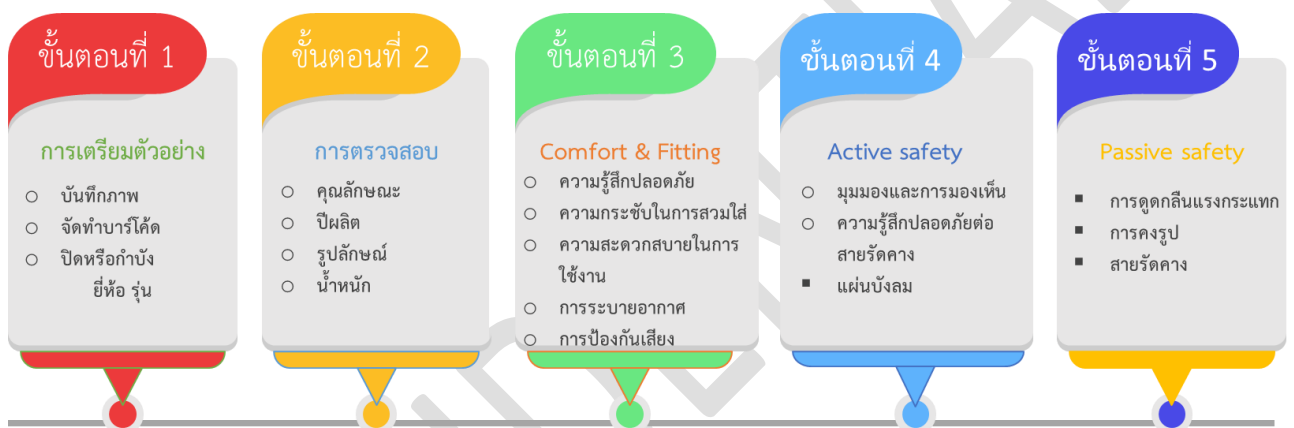 ขั้นตอนที่ 1
การเตรียมตัวอย่าง
○ บันทึกภาพ
○ จัดทำบาร์โค้ด
○ ปิดหรือกำบัง
ยี่ห้อ รุ่น
ขั้นตอนที่ 2
การตรวจสอบ
○ คุณลักษณะ
○ ปีผลิต
○ รูปลักษณ์
○ น้ำหนัก
ขั้นตอนที่ 3
Comfort & Fitting
○ ความรู้สึกปลอดภัย
○ ความกระชับในการสวมใส่
○ ความสะดวกสบายในการ
ใช้งาน
○ การระบายอากาศ
○ การป้องกันเสียง
ขั้นตอนที่ 4
Active safety
○ มุมมองและการมองเห็น
○ ความรู้สึกปลอดภัยต่อ
สายรัดคาง
▪ แผ่นบังลม
ขั้นตอนที่ 5
Passive safety
▪ การดูดกลืนแรงกระแทก
▪ การคงรูป
▪ สายรัดคาง